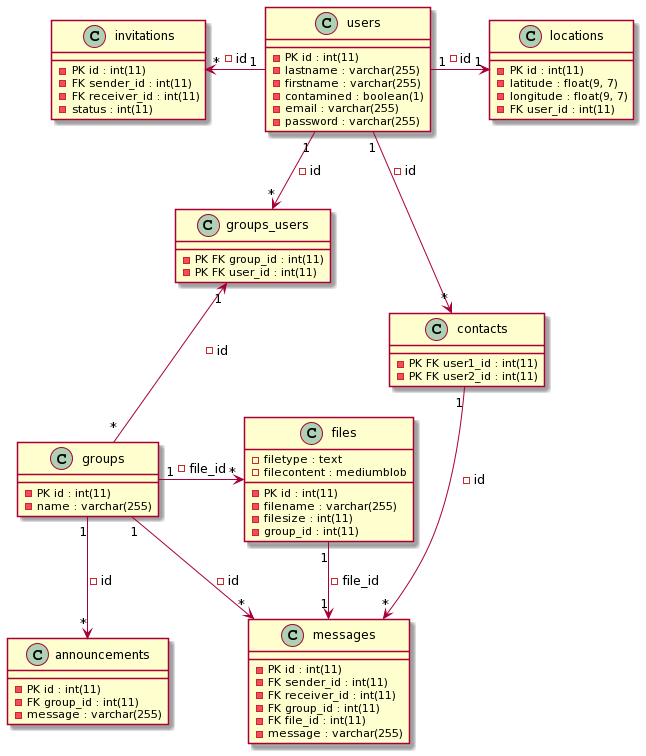 C invitations
PK id : int(11)
FK sender_id : int(11)
FK receiver_id : int(11)
status : int(11)
* id 1
C users
PK id : int(11)
lastname : varchar(255)
firstname : varchar(255)
contamined : boolean(1)
email : varchar(255)
password : varchar(255)
1 id 1
C locations
PK id : int(11)
latitude : float(9, 7)
longitude : float(9, 7)
FK user_id : int(11)
1
id
*
1
id
*
C groups_users
PK FK group_id : int(11)
PK FK user_id : int(11)
1
id
*
C contacts
PK FK user1_id : int(11)
PK FK user2_id : int(11)
1
id
*
C groups
PK id : int(11)
name : varchar(255)
1 file_id *
C files
filetype : text
filecontent : mediumblob
PK id : int(11)
filename : varchar(255)
filesize : int(11)
group_id : int(11)
1
id
*
1
id
*
1
file_id
1
C announcements
PK id : int(11)
FK group_id : int(11)
message : varchar(255)
C messages
PK id : int(11)
FK sender_id : int(11)
FK receiver_id : int(11)
FK group_id : int(11)
FK file_id : int(11)
message : varchar(255)